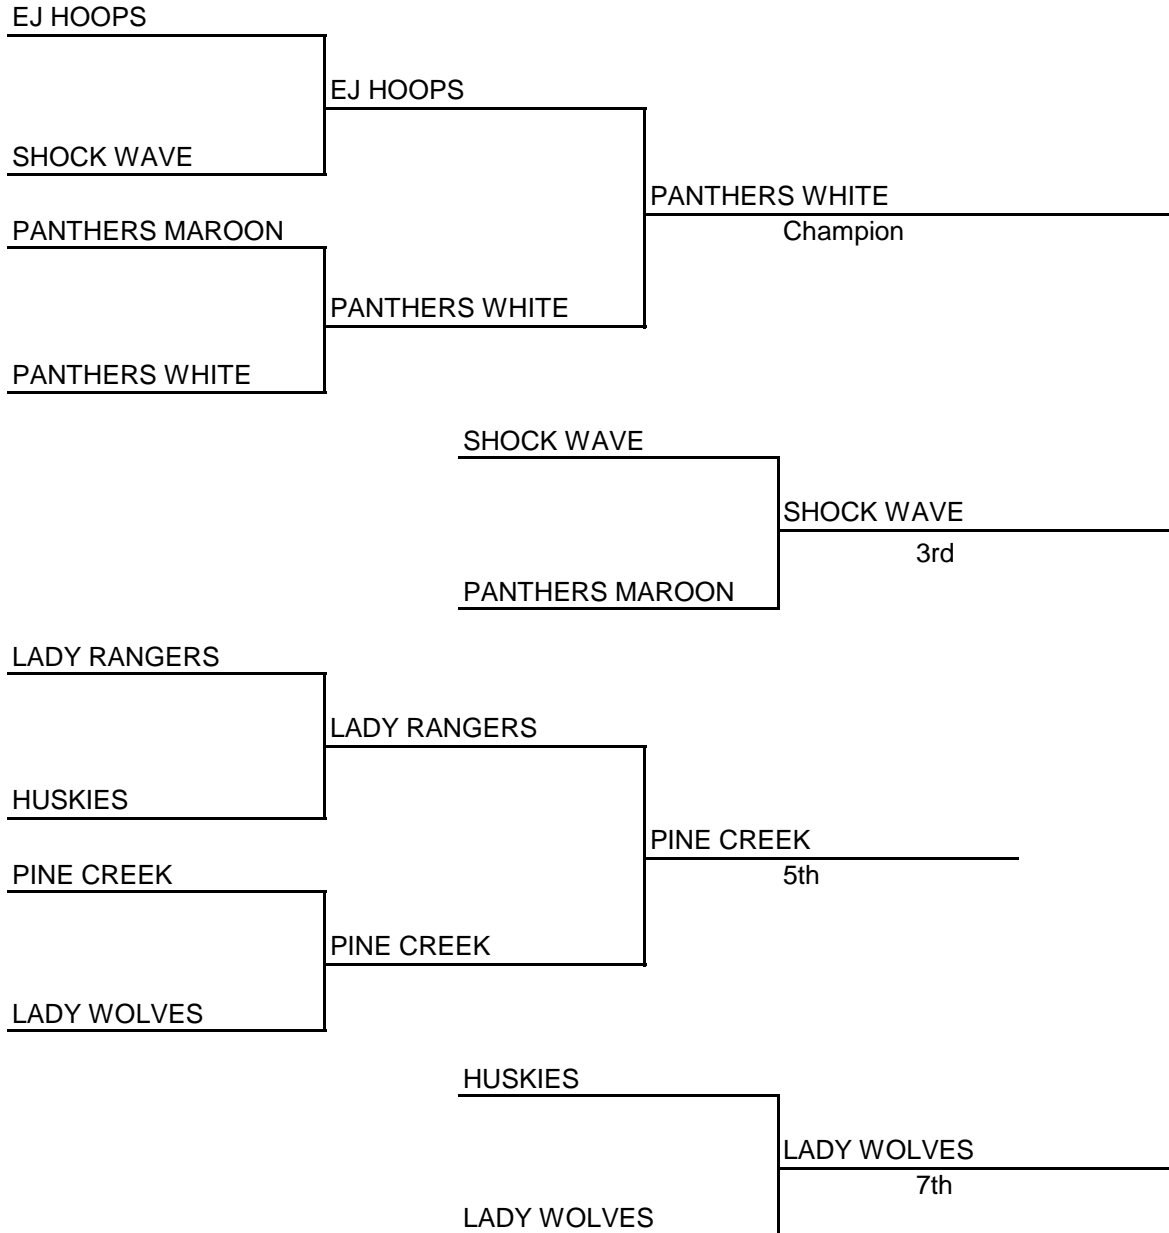 EJ HOOPS
EJ HOOPS
SHOCK WAVE
PANTHERS WHITE
PANTHERS MAROON
Champion
PANTHERS WHITE
PANTHERS WHITE
SHOCK WAVE
SHOCK WAVE
3rd
PANTHERS MAROON
LADY RANGERS
LADY RANGERS
HUSKIES
PINE CREEK
PINE CREEK
5th
PINE CREEK
LADY WOLVES
HUSKIES
LADY WOLVES
7th
LADY WOLVES